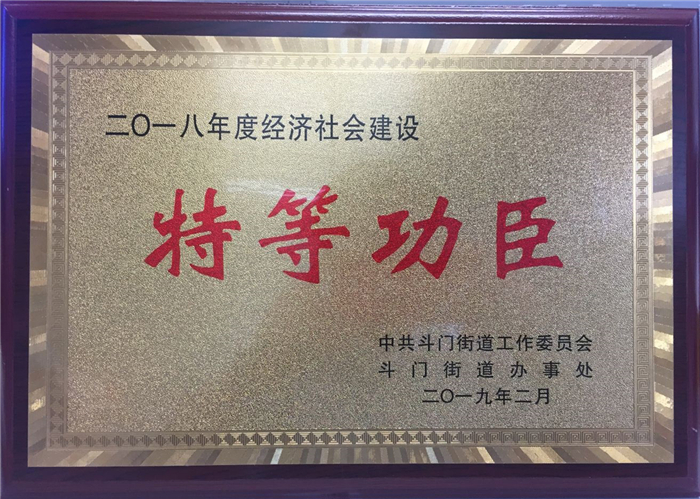 二〇一八年度经济社会建设
特等功臣
中共斗门街道工作委员会
斗门街道办事处
二〇一九年二月